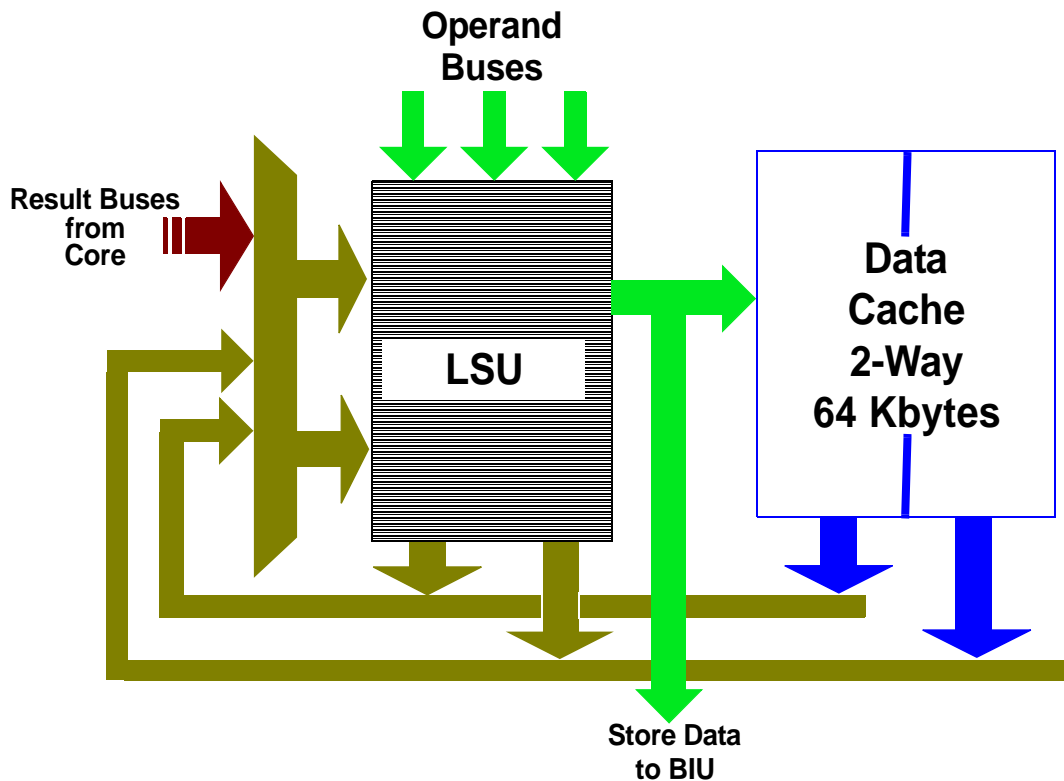 Operand
Buses
Result Buses
from
Core
LSU
Data
Cache
2-Way
64 Kbytes
Store Data
to BIU